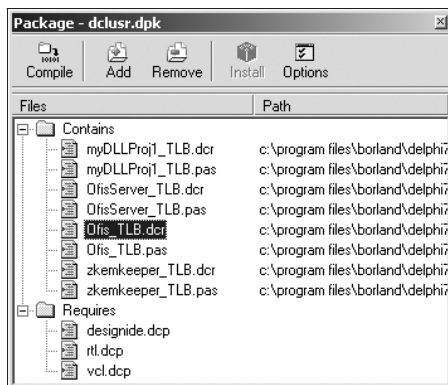 Package - dclusr.dpk
Compile Add Remove Install Options
Files Path
Contains
myDLLProj1_TLB.dcr c:\program files\borland\delphi7
myDLLProj1_TLB.pas c:\program files\borland\delphi7
OfisServer_TLB.dcr c:\program files\borland\delphi7
OfisServer_TLB.pas c:\program files\borland\delphi7
Ofis_TLB.dcr c:\program files\borland\delphi7
Ofis_TLB.pas c:\program files\borland\delphi7
zkemkeeper_TLB.dcr c:\program files\borland\delphi7
zkemkeeper_TLB.pas c:\program files\borland\delphi7
Requires
designide.dcp
rtl.dcp
vcl.dcp